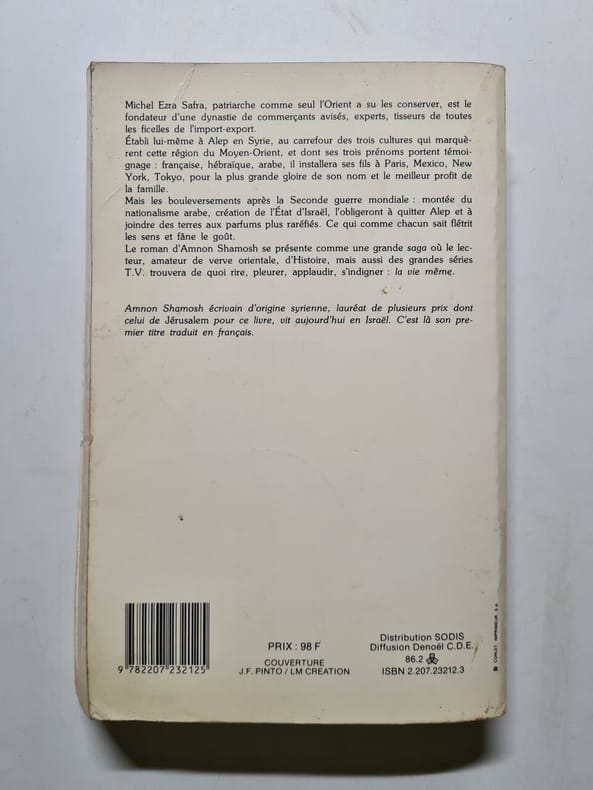 Michel Ezra Safra, patriarche comme seul l'Orient a su les conserver, est le
fondateur d'une dynastie de commerçants avisés, experts, tisseurs de toutes
les ficelles de l'import-export.
Établi lui-même à Alep en Syrie, au carrefour des trois cultures qui marquè-
rent cette région du Moyen-Orient, et dont ses trois prénoms portent témoi-
gnage : française, hébraïque, arabe, il installera ses fils à Paris, Mexico, New
York, Tokyo, pour la plus grande gloire de son nom et le meilleur profit de
la famille.
Mais les bouleversements après la Seconde guerre mondiale : montée du
nationalisme arabe, création de l'État d'Israël, l'obligeront à quitter Alep et à
joindre des terres aux parfums plus raréfiés. Ce qui comme chacun sait flétrit
les sens et fâne le goût.
Le roman d'Amnon Shamosh se présente comme une grande saga où le lec-
teur, amateur de verve orientale, d'Histoire, mais aussi des grandes séries
T.V. trouvera de quoi rire, pleurer, applaudir, s'indigner : la vie même.
Amnon Shamosh écrivain d'origine syrienne, lauréat de plusieurs prix dont
celui de Jérusalem pour ce livre, vit aujourd'hui en Israël. C'est là son pre-
mier titre traduit en français.
9 782207 232125
PRIX : 98 F
COUVERTURE
J.F. PINTO / LM CREATION
Distribution SODIS
Diffusion Denoël C.D.E.
86.2
ISBN 2.207.23212.3
CORLET, IMPRIMEUR, S.A.